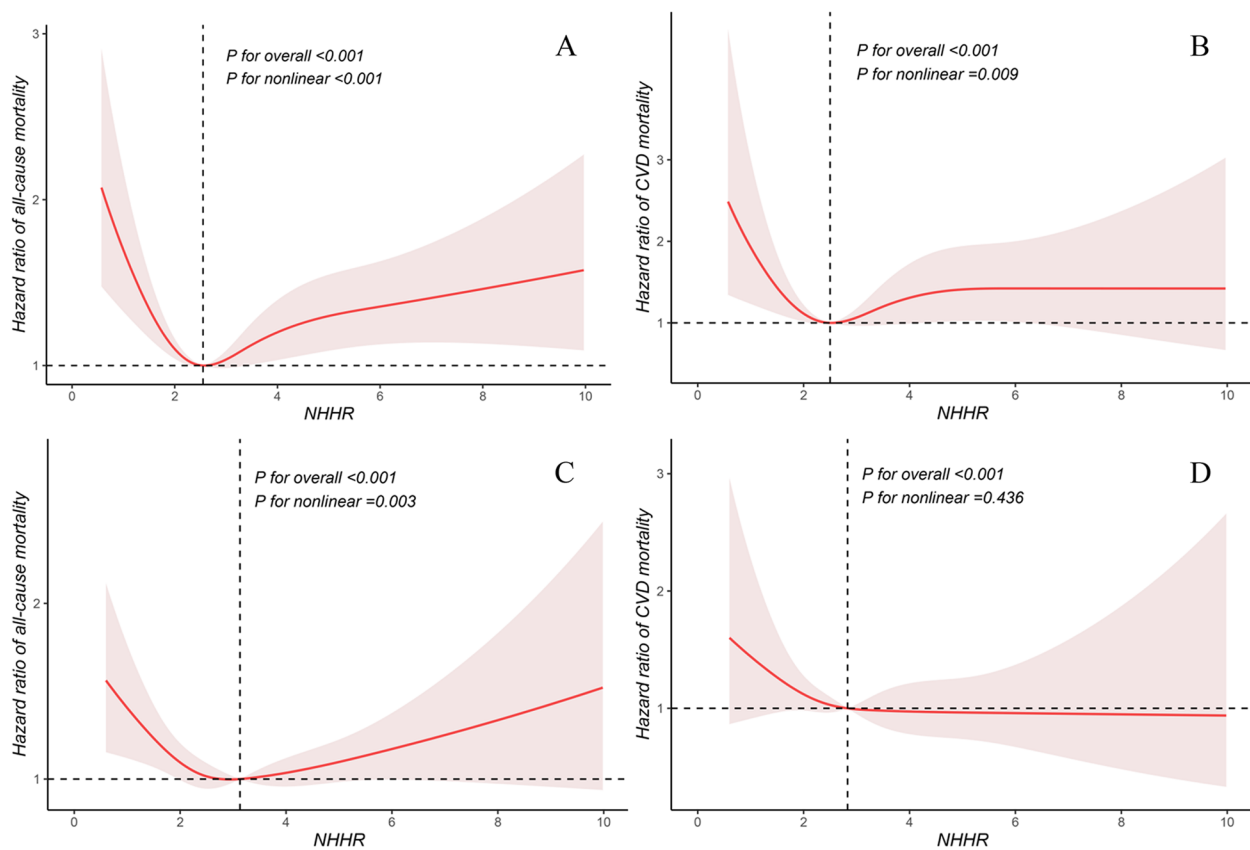 A
P for overall <0.001
P for nonlinear <0.001
Hazard ratio of all-cause mortality
3
2
1
0 2 4 6 8 10
NHHR
B
P for overall <0.001
P for nonlinear =0.009
Hazard ratio of CVD mortality
3
2
1
0 2 4 6 8 10
NHHR
C
P for overall <0.001
P for nonlinear =0.003
Hazard ratio of all-cause mortality
2
1
0 2 4 6 8 10
NHHR
D
P for overall <0.001
P for nonlinear =0.436
Hazard ratio of CVD mortality
3
2
1
0 2 4 6 8 10
NHHR